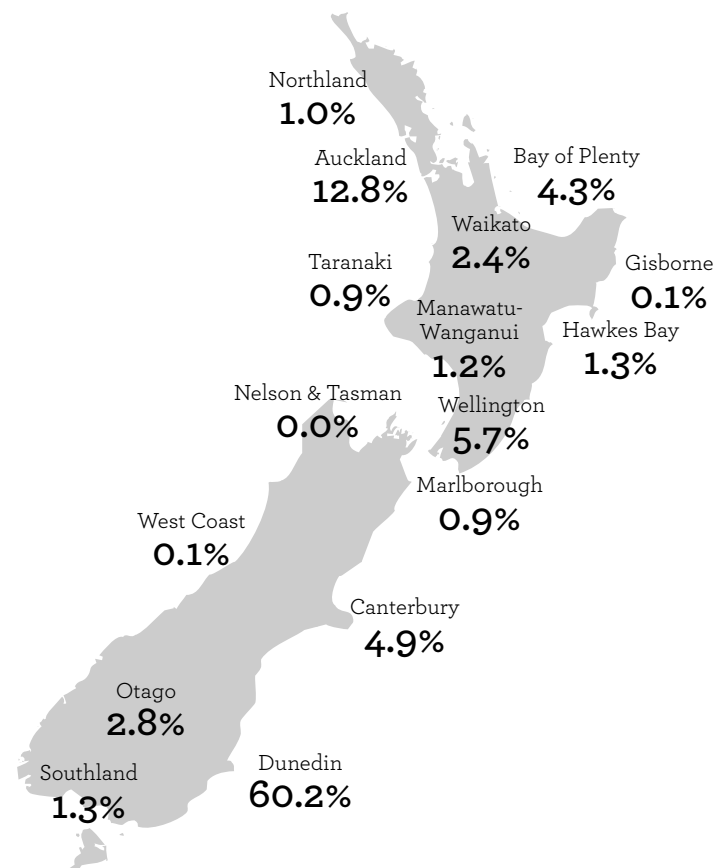 Northland
1.0%
Auckland
12.8%
Bay of Plenty
4.3%
Waikato
2.4%
Taranaki
0.9%
Gisborne
0.1%
Manawatu-
Wanganui
1.2%
Hawkes Bay
1.3%
Nelson & Tasman
0.0%
Wellington
5.7%
Marlborough
0.9%
West Coast
0.1%
Canterbury
4.9%
Otago
2.8%
Dunedin
60.2%
Southland
1.3%